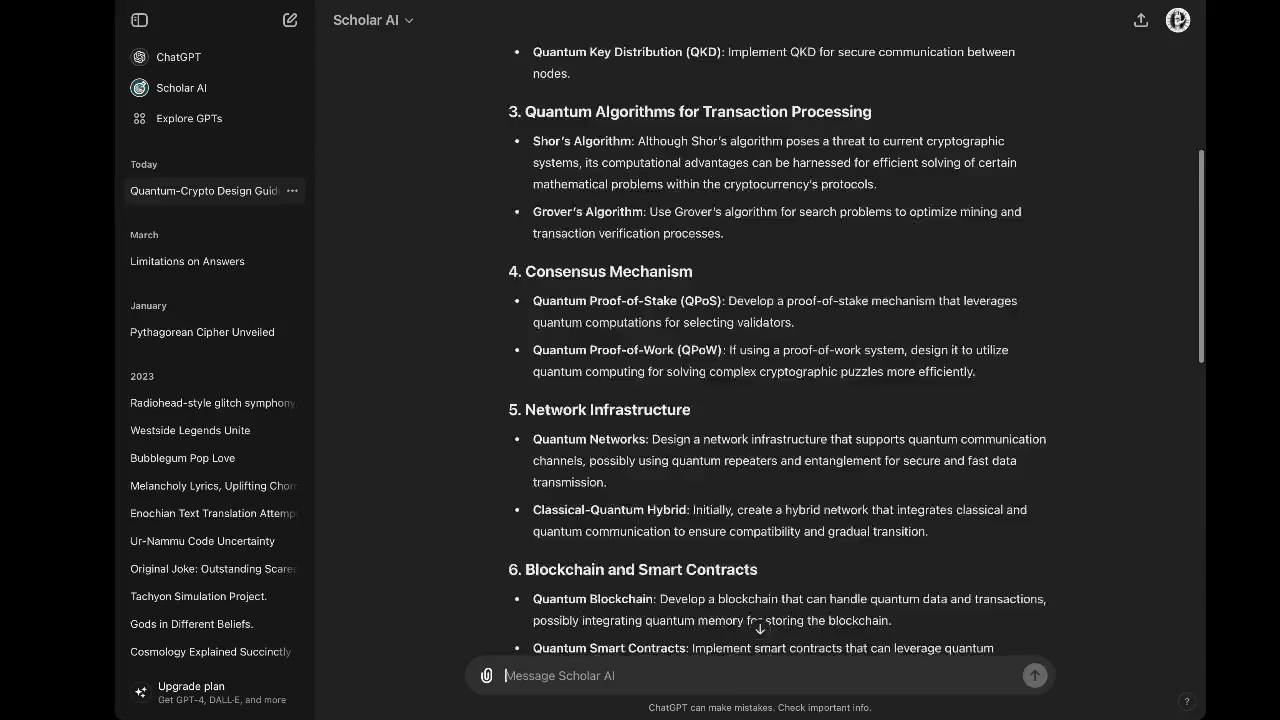 Scholar AI
ChatGPT
Scholar AI
Explore GPTs
Today
Quantum-Crypto Design Guid
March
Limitations on Answers
January
Pythagorean Cipher Unveiled
2023
Radiohead-style glitch symphony,
Westside Legends Unite
Bubblegum Pop Love
Melancholy Lyrics, Uplifting Chor
Enochian Text Translation Attemp
Ur-Nammu Code Uncertainty
Original Joke: Outstanding Scare
Tachyon Simulation Project.
Gods in Different Beliefs.
Cosmology Explained Succinctly
Upgrade plan
Get GPT-4, DALL·E, and more
• Quantum Key Distribution (QKD): Implement QKD for secure communication between
nodes.
3. Quantum Algorithms for Transaction Processing
• Shor's Algorithm: Although Shor's algorithm poses a threat to current cryptographic
systems, its computational advantages can be harnessed for efficient solving of certain
mathematical problems within the cryptocurrency's protocols.
• Grover's Algorithm: Use Grover's algorithm for search problems to optimize mining and
transaction verification processes.
4. Consensus Mechanism
• Quantum Proof-of-Stake (QPoS): Develop a proof-of-stake mechanism that leverages
quantum computations for selecting validators.
• Quantum Proof-of-Work (QPoW): If using a proof-of-work system, design it to utilize
quantum computing for solving complex cryptographic puzzles more efficiently.
5. Network Infrastructure
• Quantum Networks: Design a network infrastructure that supports quantum communication
channels, possibly using quantum repeaters and entanglement for secure and fast data
transmission.
• Classical-Quantum Hybrid: Initially, create a hybrid network that integrates classical and
quantum communication to ensure compatibility and gradual transition.
6. Blockchain and Smart Contracts
• Quantum Blockchain: Develop a blockchain that can handle quantum data and transactions,
possibly integrating quantum memory for storing the blockchain.
• Quantum Smart Contracts: Implement smart contracts that can leverage quantum
Message Scholar AI
ChatGPT can make mistakes. Check important info.
?